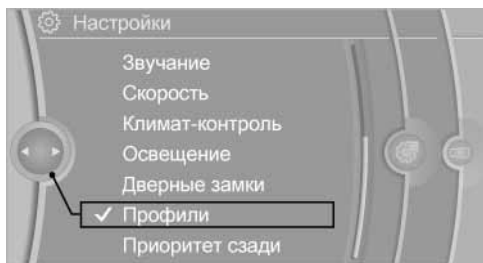 Настройки
Звучание
Скорость
Климат-контроль
Освещение
Дверные замки
Профили
Приоритет сзади